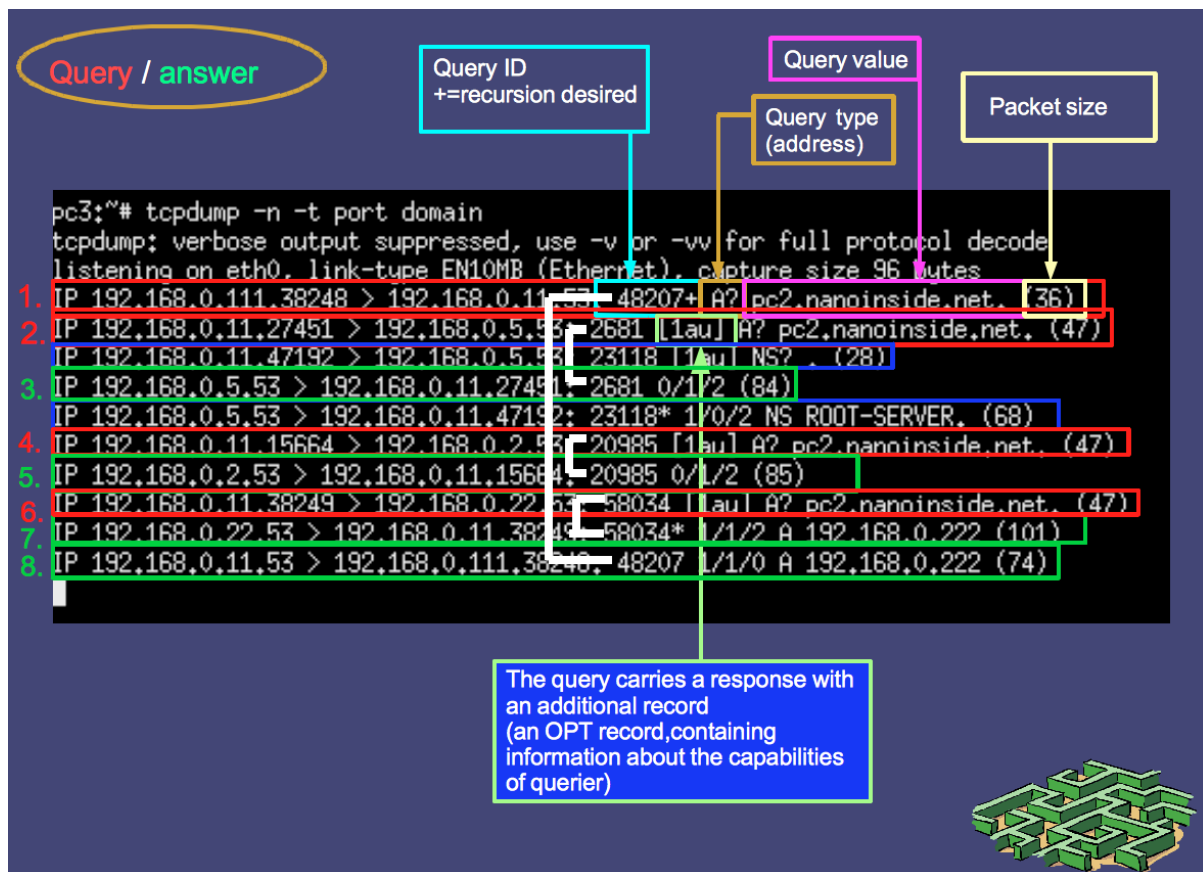 Query / answer
Query ID
+=recursion desired
Query value
Query type
(address)
Packet size
pc3:~# tcpdump -n -t port domain
tcpdump: verbose output suppressed, use -v or -vv for full protocol decode
listening on eth0, link-type EN10MB (Ethernet), capture size 96 bytes
1. IP 192.168.0.111.38248 > 192.168.0.11.53: 48207+ A? pc2.nanoinside.net. (36)
2. IP 192.168.0.11.27451 > 192.168.0.5.53: 2681 [1au] A? pc2.nanoinside.net. (47)
IP 192.168.0.11.47192 > 192.168.0.5.53: 23118 [1au] NS? . (28)
3. IP 192.168.0.5.53 > 192.168.0.11.27451: 2681 0/1/2 (84)
IP 192.168.0.5.53 > 192.168.0.11.47192: 23118* 1/0/2 NS ROOT-SERVER. (68)
4. IP 192.168.0.11.15664 > 192.168.0.2.53: 20985 [1au] A? pc2.nanoinside.net. (47)
5. IP 192.168.0.2.53 > 192.168.0.11.15664: 20985 0/1/2 (85)
6. IP 192.168.0.11.38249 > 192.168.0.22.53: 58034 [1au] A? pc2.nanoinside.net. (47)
7. IP 192.168.0.22.53 > 192.168.0.11.38249: 58034* 1/1/2 A 192.168.0.222 (101)
8. IP 192.168.0.11.53 > 192.168.0.111.38248: 48207 1/1/0 A 192.168.0.222 (74)
The query carries a response with
an additional record
(an OPT record,containing
information about the capabilities
of querier)